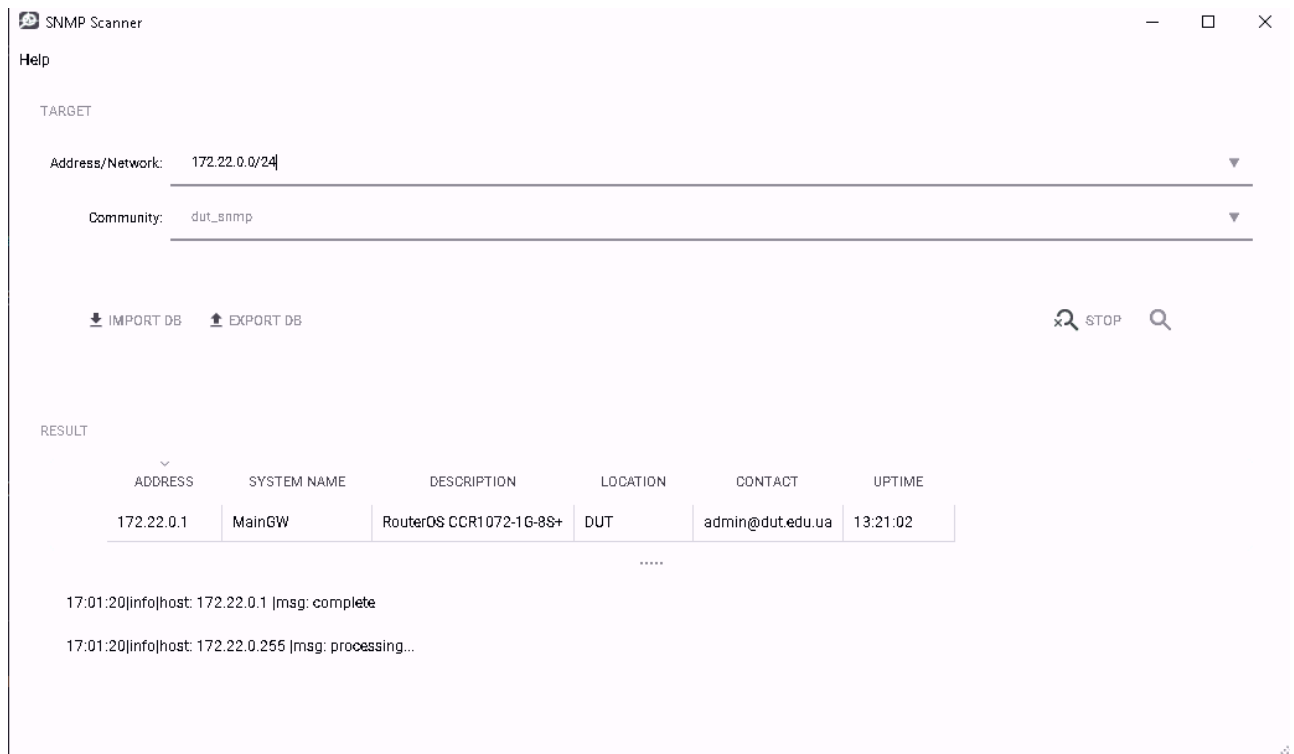 SNMP Scanner
Help
TARGET
Address/Network: 172.22.0.0/24
Community: dut_snmp
IMPORT DB EXPORT DB STOP
RESULT
ADDRESS SYSTEM NAME DESCRIPTION LOCATION CONTACT UPTIME
172.22.0.1 MainGW RouterOS CCR1072-1G-8S+ DUT admin@dut.edu.ua 13:21:02
17:01:20|info|host: 172.22.0.1 |msg: complete
17:01:20|info|host: 172.22.0.255 |msg: processing...